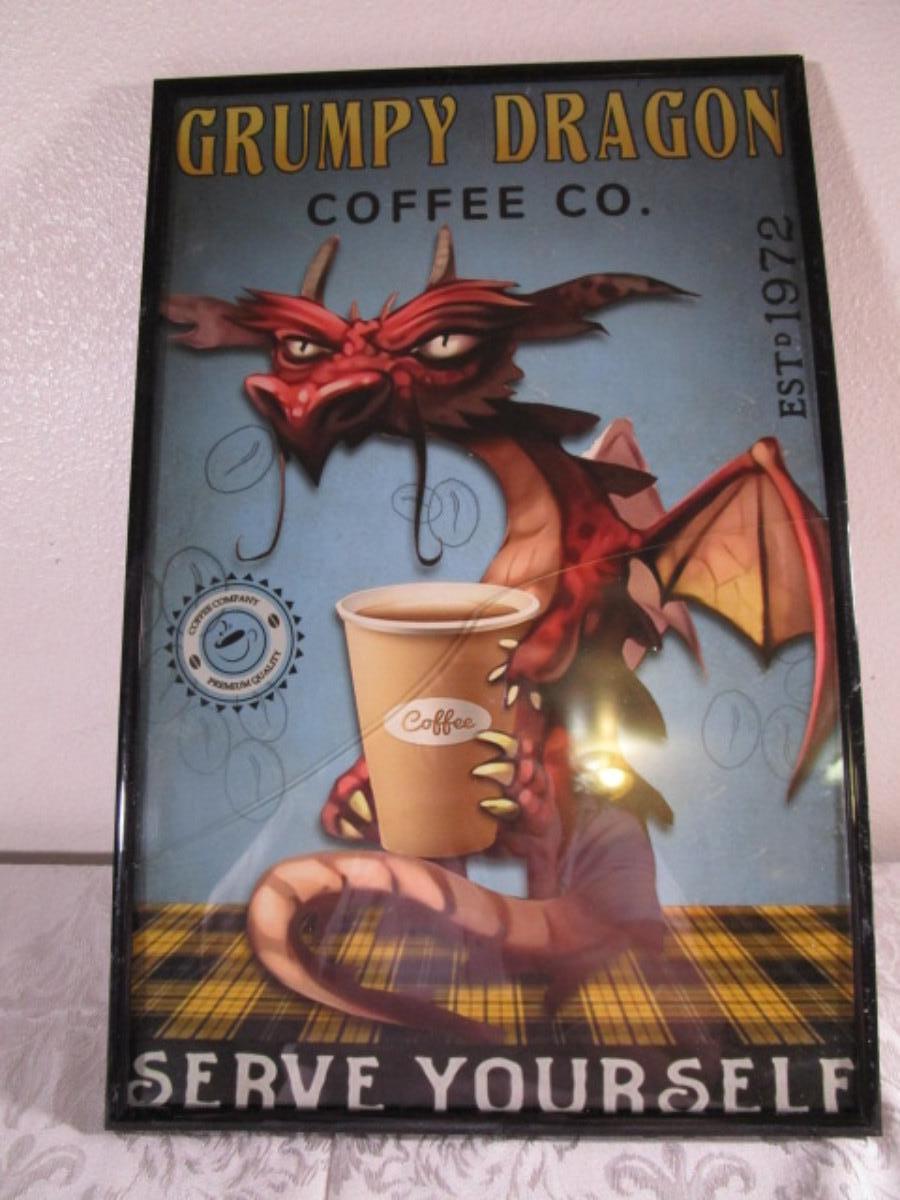 GRUMPY DRAGON
COFFEE CO.
ESTD 1972
COFFEE COMPANY
PREMIUM QUALITY
Coffee
SERVE YOURSELF